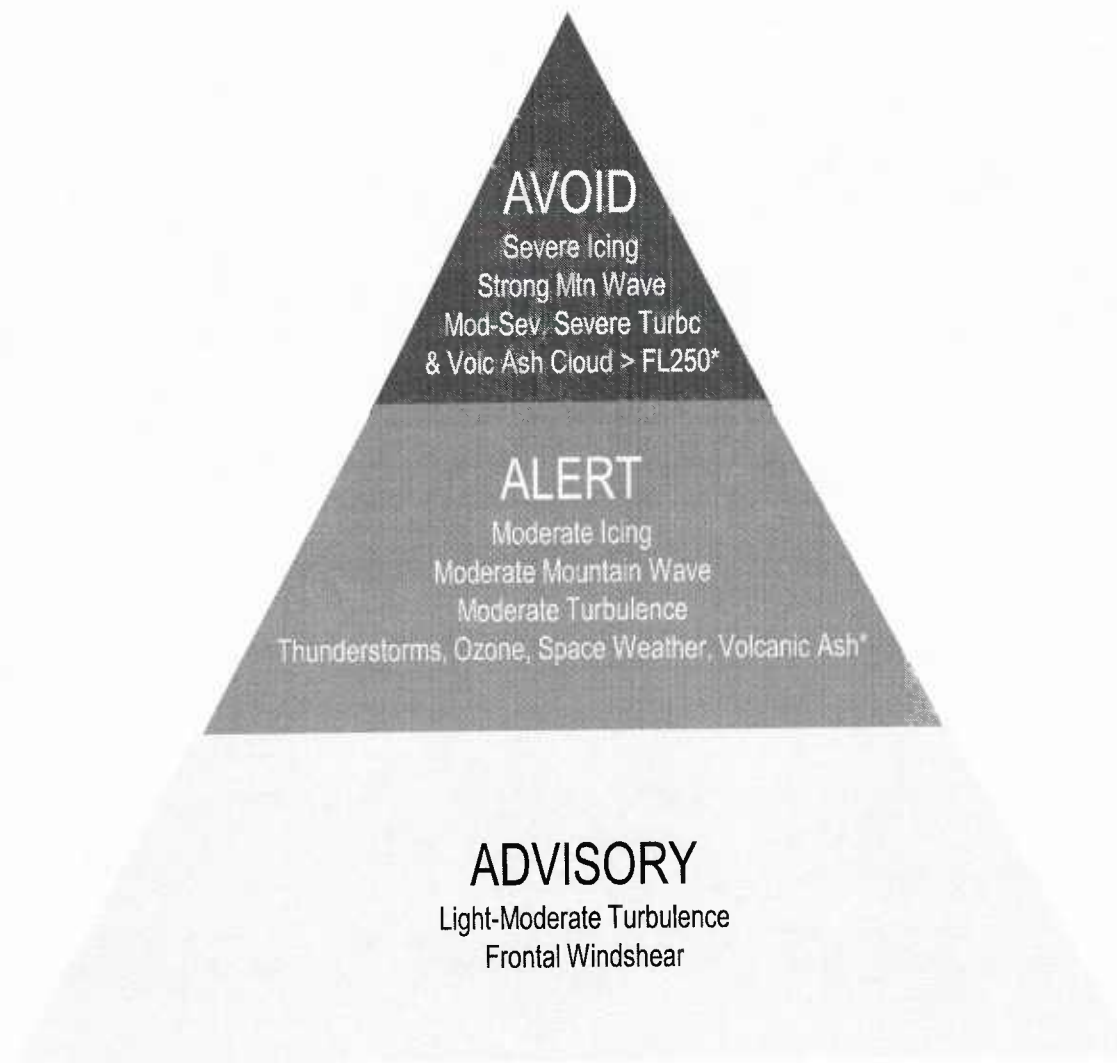 AVOID
Severe Icing
Strong Mtn Wave
Mod-Sev, Severe Turbc
& Volc Ash Cloud > FL250*
ALERT
Moderate Icing
Moderate Mountain Wave
Moderate Turbulence
Thunderstorms, Ozone, Space Weather, Volcanic Ash*
ADVISORY
Light-Moderate Turbulence
Frontal Windshear